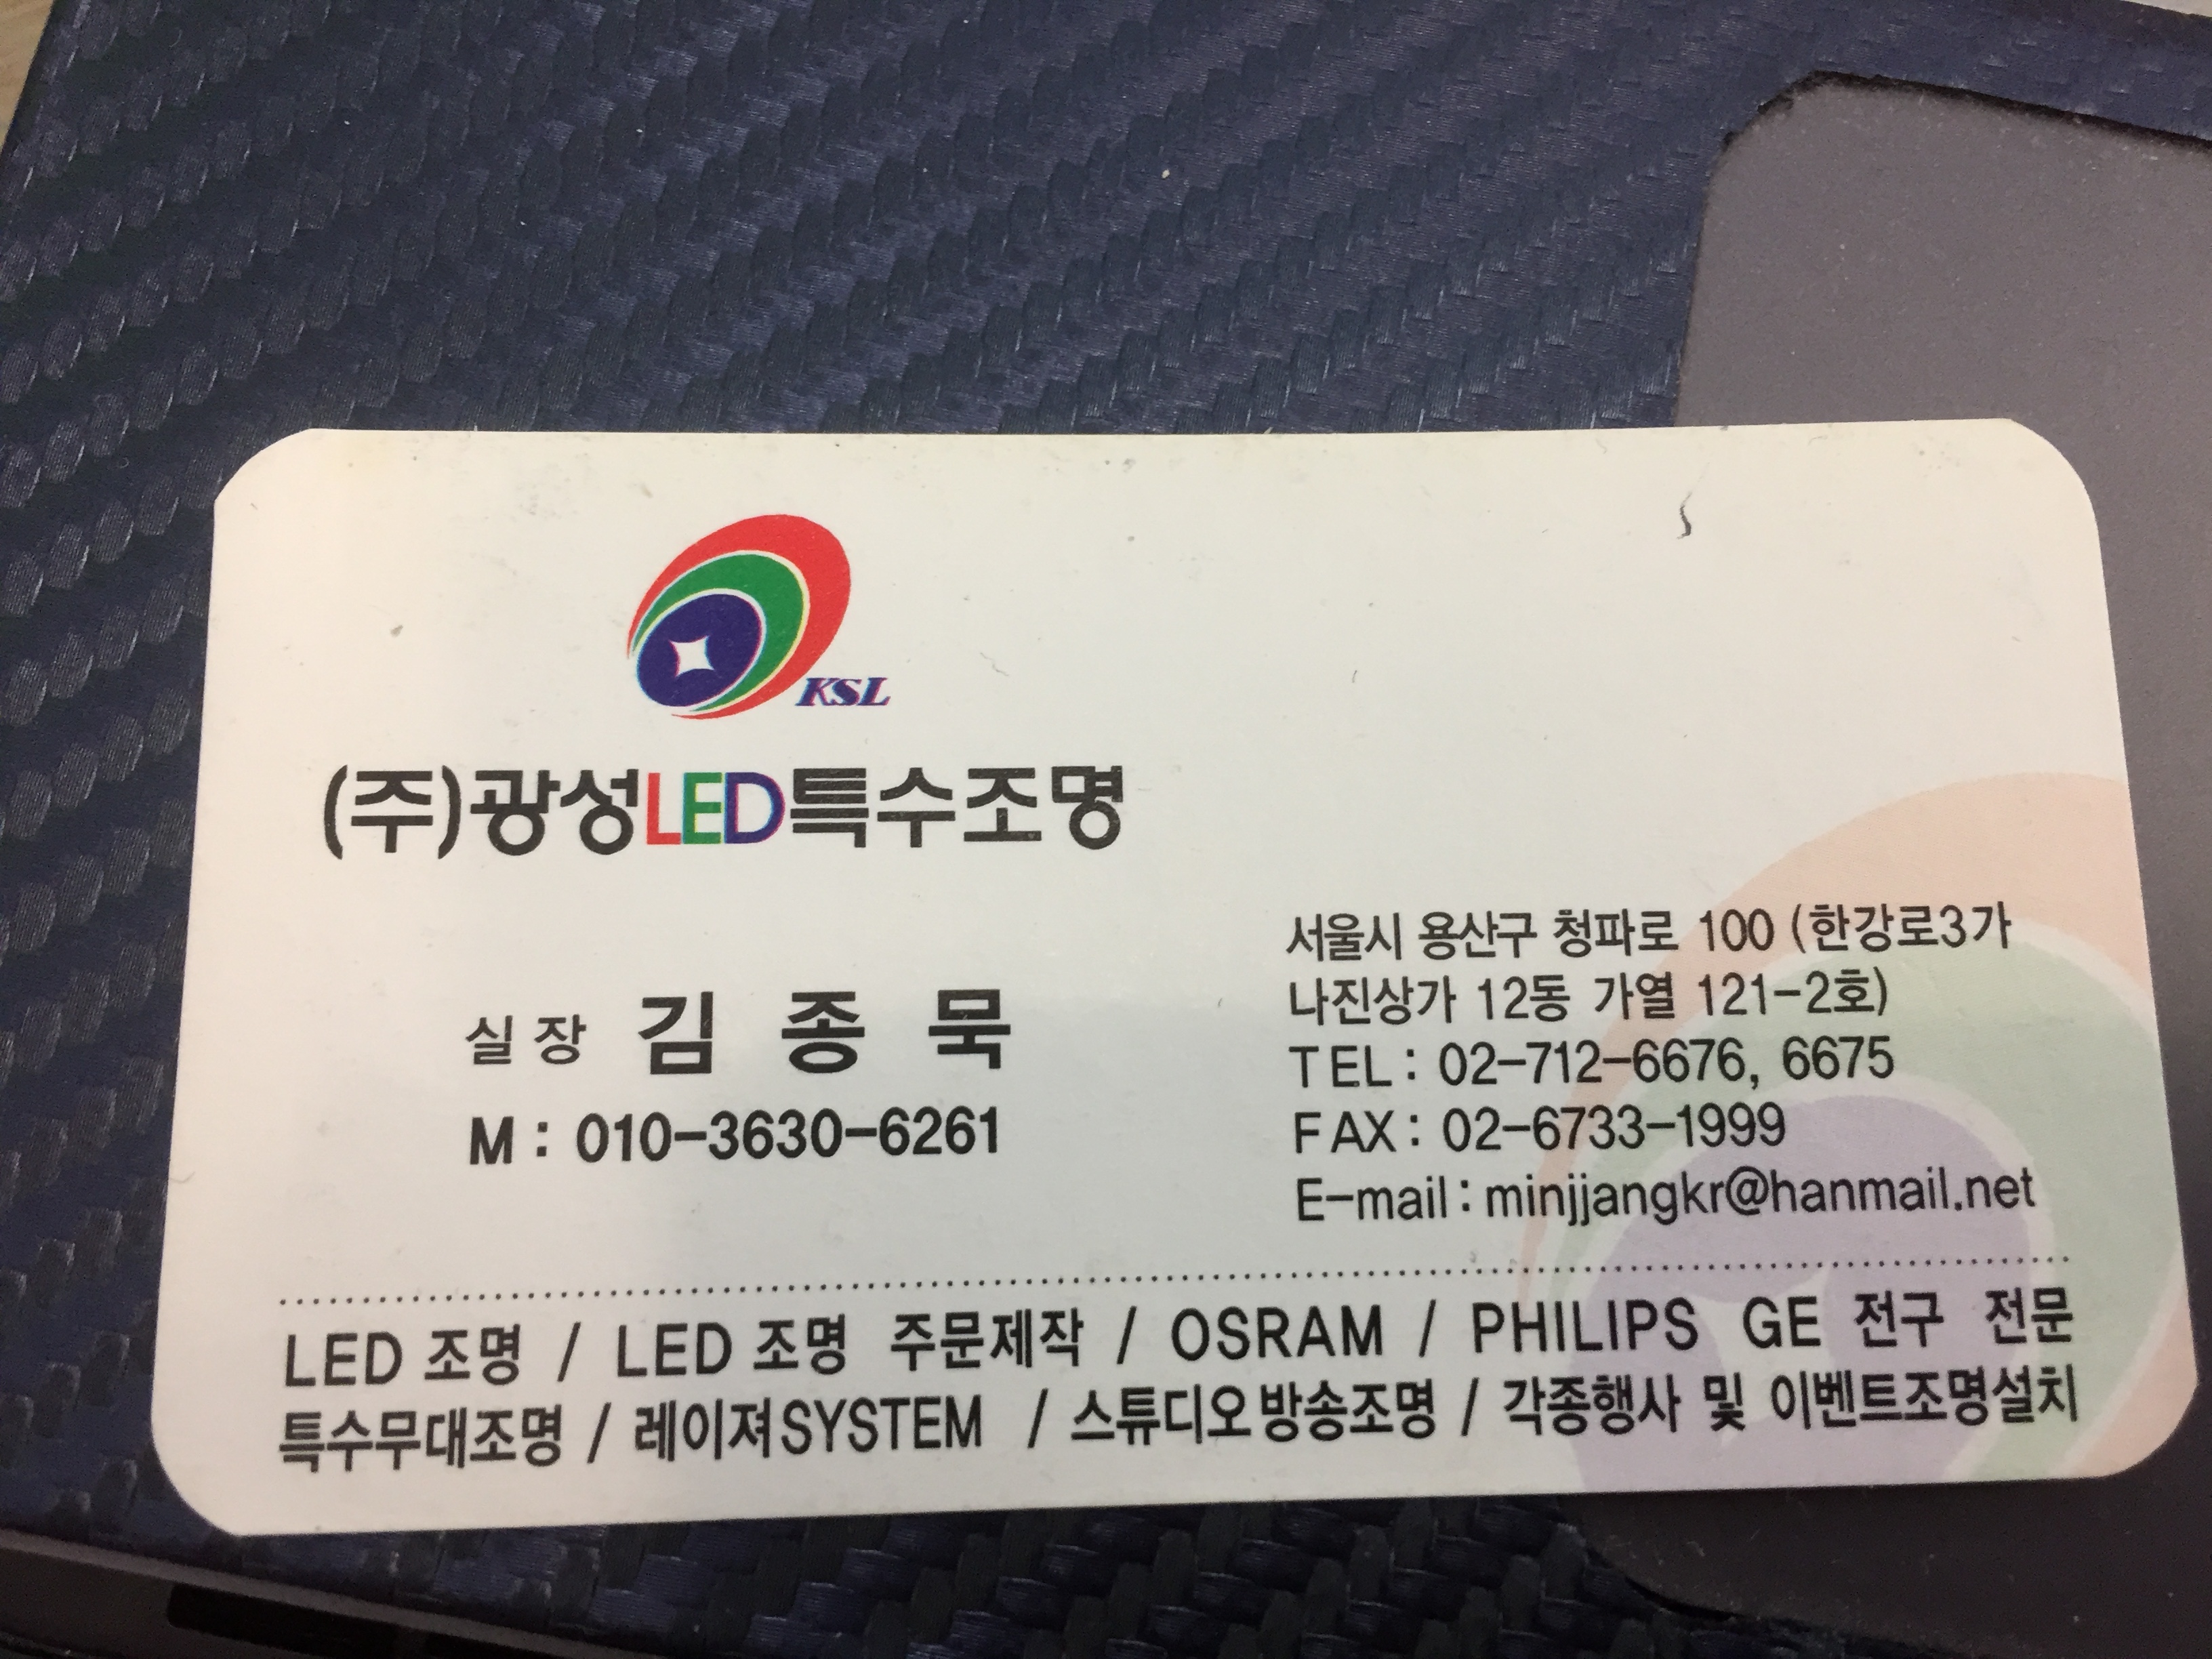 KSL
(주)광성LED특수조명
실장 김 종 묵
M : 010-3630-6261
서울시 용산구 청파로 100 (한강로3가
나진상가 12동 가열 121-2호)
TEL : 02-712-6676, 6675
FAX : 02-6733-1999
E-mail : minjjangkr@hanmail.net
LED 조명 / LED 조명 주문제작 / OSRAM / PHILIPS GE 전구 전문
특수무대조명 / 레이져SYSTEM / 스튜디오 방송조명 / 각종행사 및 이벤트조명설치